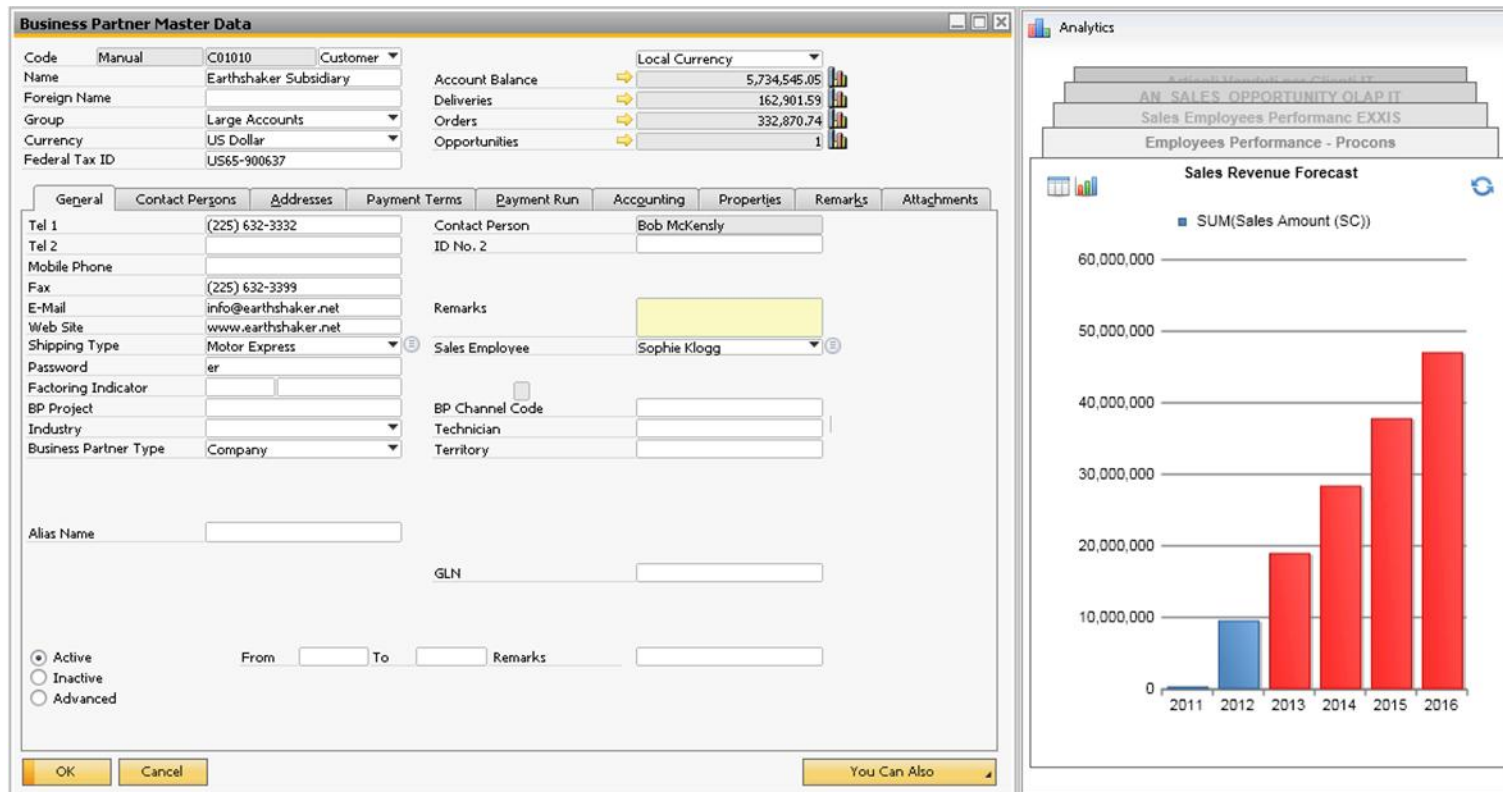 Business Partner Master Data
Code Manual C01010 Customer
Name Earthshaker Subsidiary
Foreign Name
Group Large Accounts
Currency US Dollar
Federal Tax ID US65-900637
Local Currency
Account Balance 5,734,545.05
Deliveries 162,901.59
Orders 332,870.74
Opportunities 1
General Contact Persons Addresses Payment Terms Payment Run Accounting Properties Remarks Attachments
Tel 1 (225) 632-3332
Tel 2
Mobile Phone
Fax (225) 632-3399
E-Mail info@earthshaker.net
Web Site www.earthshaker.net
Shipping Type Motor Express
Password er
Factoring Indicator
BP Project
Industry
Business Partner Type Company
Alias Name
Contact Person Bob McKensly
ID No. 2
Remarks
Sales Employee Sophie Klogg
BP Channel Code
Technician
Territory
GLN
Active From To Remarks
Inactive
Advanced
OK Cancel You Can Also
Analytics
Articoli Venduti per Clienti IT
AN_SALES_OPPORTUNITY OLAP IT
Sales Employees Performanc EXXIS
Employees Performance - Procons
Sales Revenue Forecast
SUM(Sales Amount (SC))
60,000,000
50,000,000
40,000,000
30,000,000
20,000,000
10,000,000
0
2011 2012 2013 2014 2015 2016